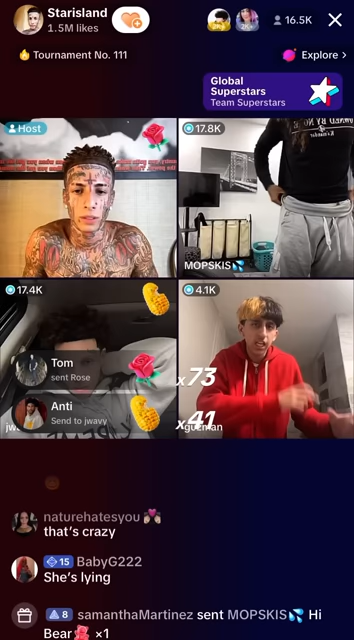 Starisland
1.5M likes
16.5K
Tournament No. 111
Explore >
Global
Superstars
Team Superstars
Host
17.8K
MOPSKIS💦
17.4K
4.1K
Tom
sent Rose
x73
Anti
Send to jwavy
x41
guzman
naturehatesyou
that's crazy
15 BabyG222
She's lying
8 samanthaMartinez sent MOPSKIS💦 Hi
Bear ×1